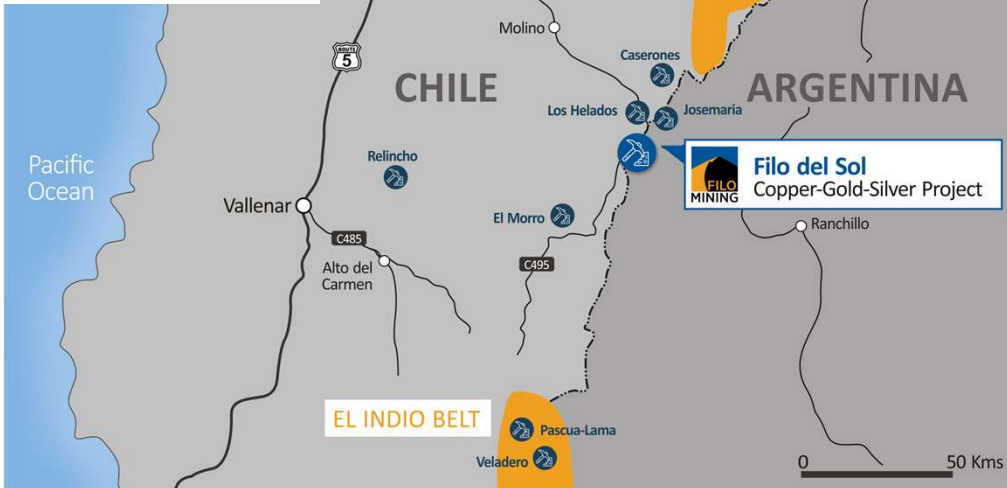 Molino
ROUTE
5
Caserones
CHILE
ARGENTINA
Los Helados
Josemaria
Pacific
Ocean
Relincho
FILO
MINING
Filo del Sol
Copper-Gold-Silver Project
Vallenar
El Morro
Ranchillo
C485
Alto del
Carmen
C495
EL INDIO BELT
Pascua-Lama
Veladero
0
50 Kms